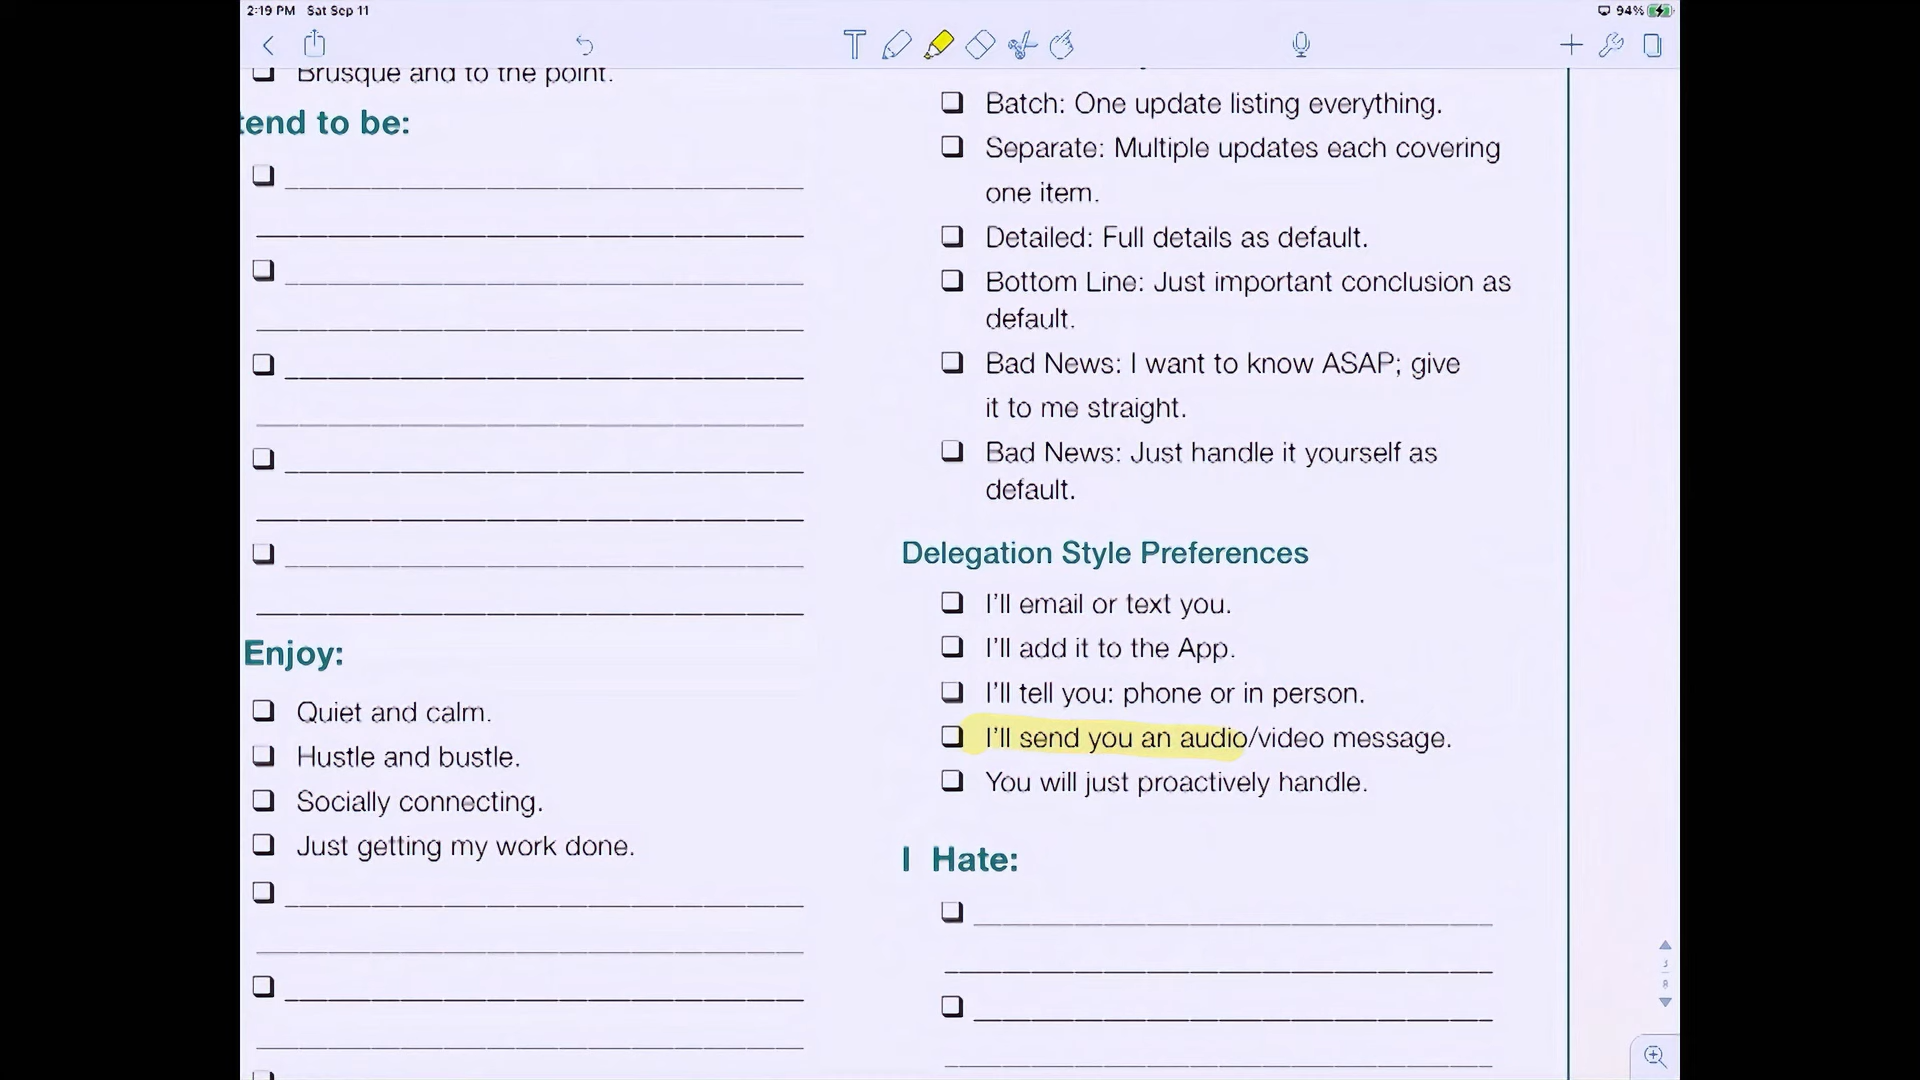 2:19 PM Sat Sep 11
94%
Brusque and to the point.
tend to be:
Enjoy:
Quiet and calm.
Hustle and bustle.
Socially connecting.
Just getting my work done.
Batch: One update listing everything.
Separate: Multiple updates each covering
one item.
Detailed: Full details as default.
Bottom Line: Just important conclusion as
default.
Bad News: I want to know ASAP; give
it to me straight.
Bad News: Just handle it yourself as
default.
Delegation Style Preferences
I'll email or text you.
I'll add it to the App.
I'll tell you: phone or in person.
I'll send you an audio/video message.
You will just proactively handle.
I Hate:
3
8